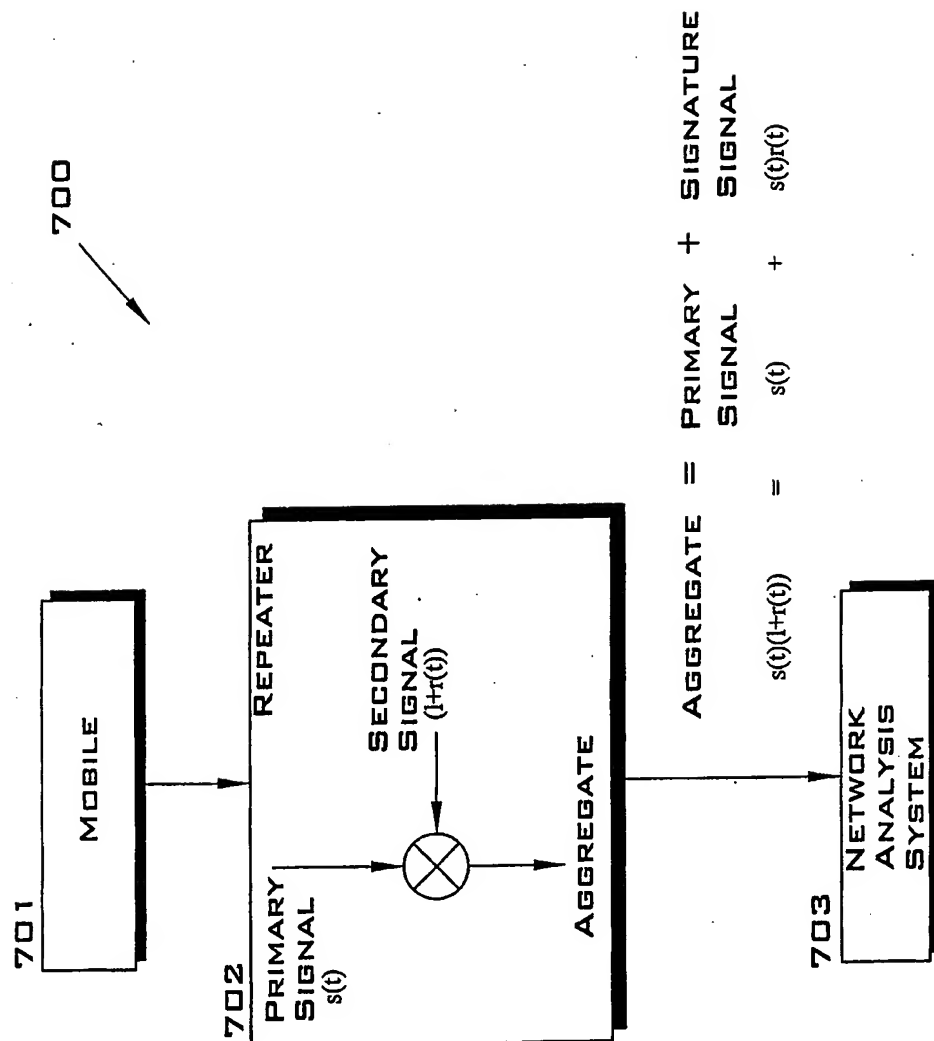 700
701
MOBILE
702
REPEATER
PRIMARY
SIGNAL
s(t)
SECONDARY
SIGNAL
(1+r(t))
AGGREGATE
AGGREGATE = PRIMARY + SIGNATURE
SIGNAL SIGNAL
s(t)(1+r(t)) = s(t) + s(t)r(t)
703
NETWORK
ANALYSIS
SYSTEM